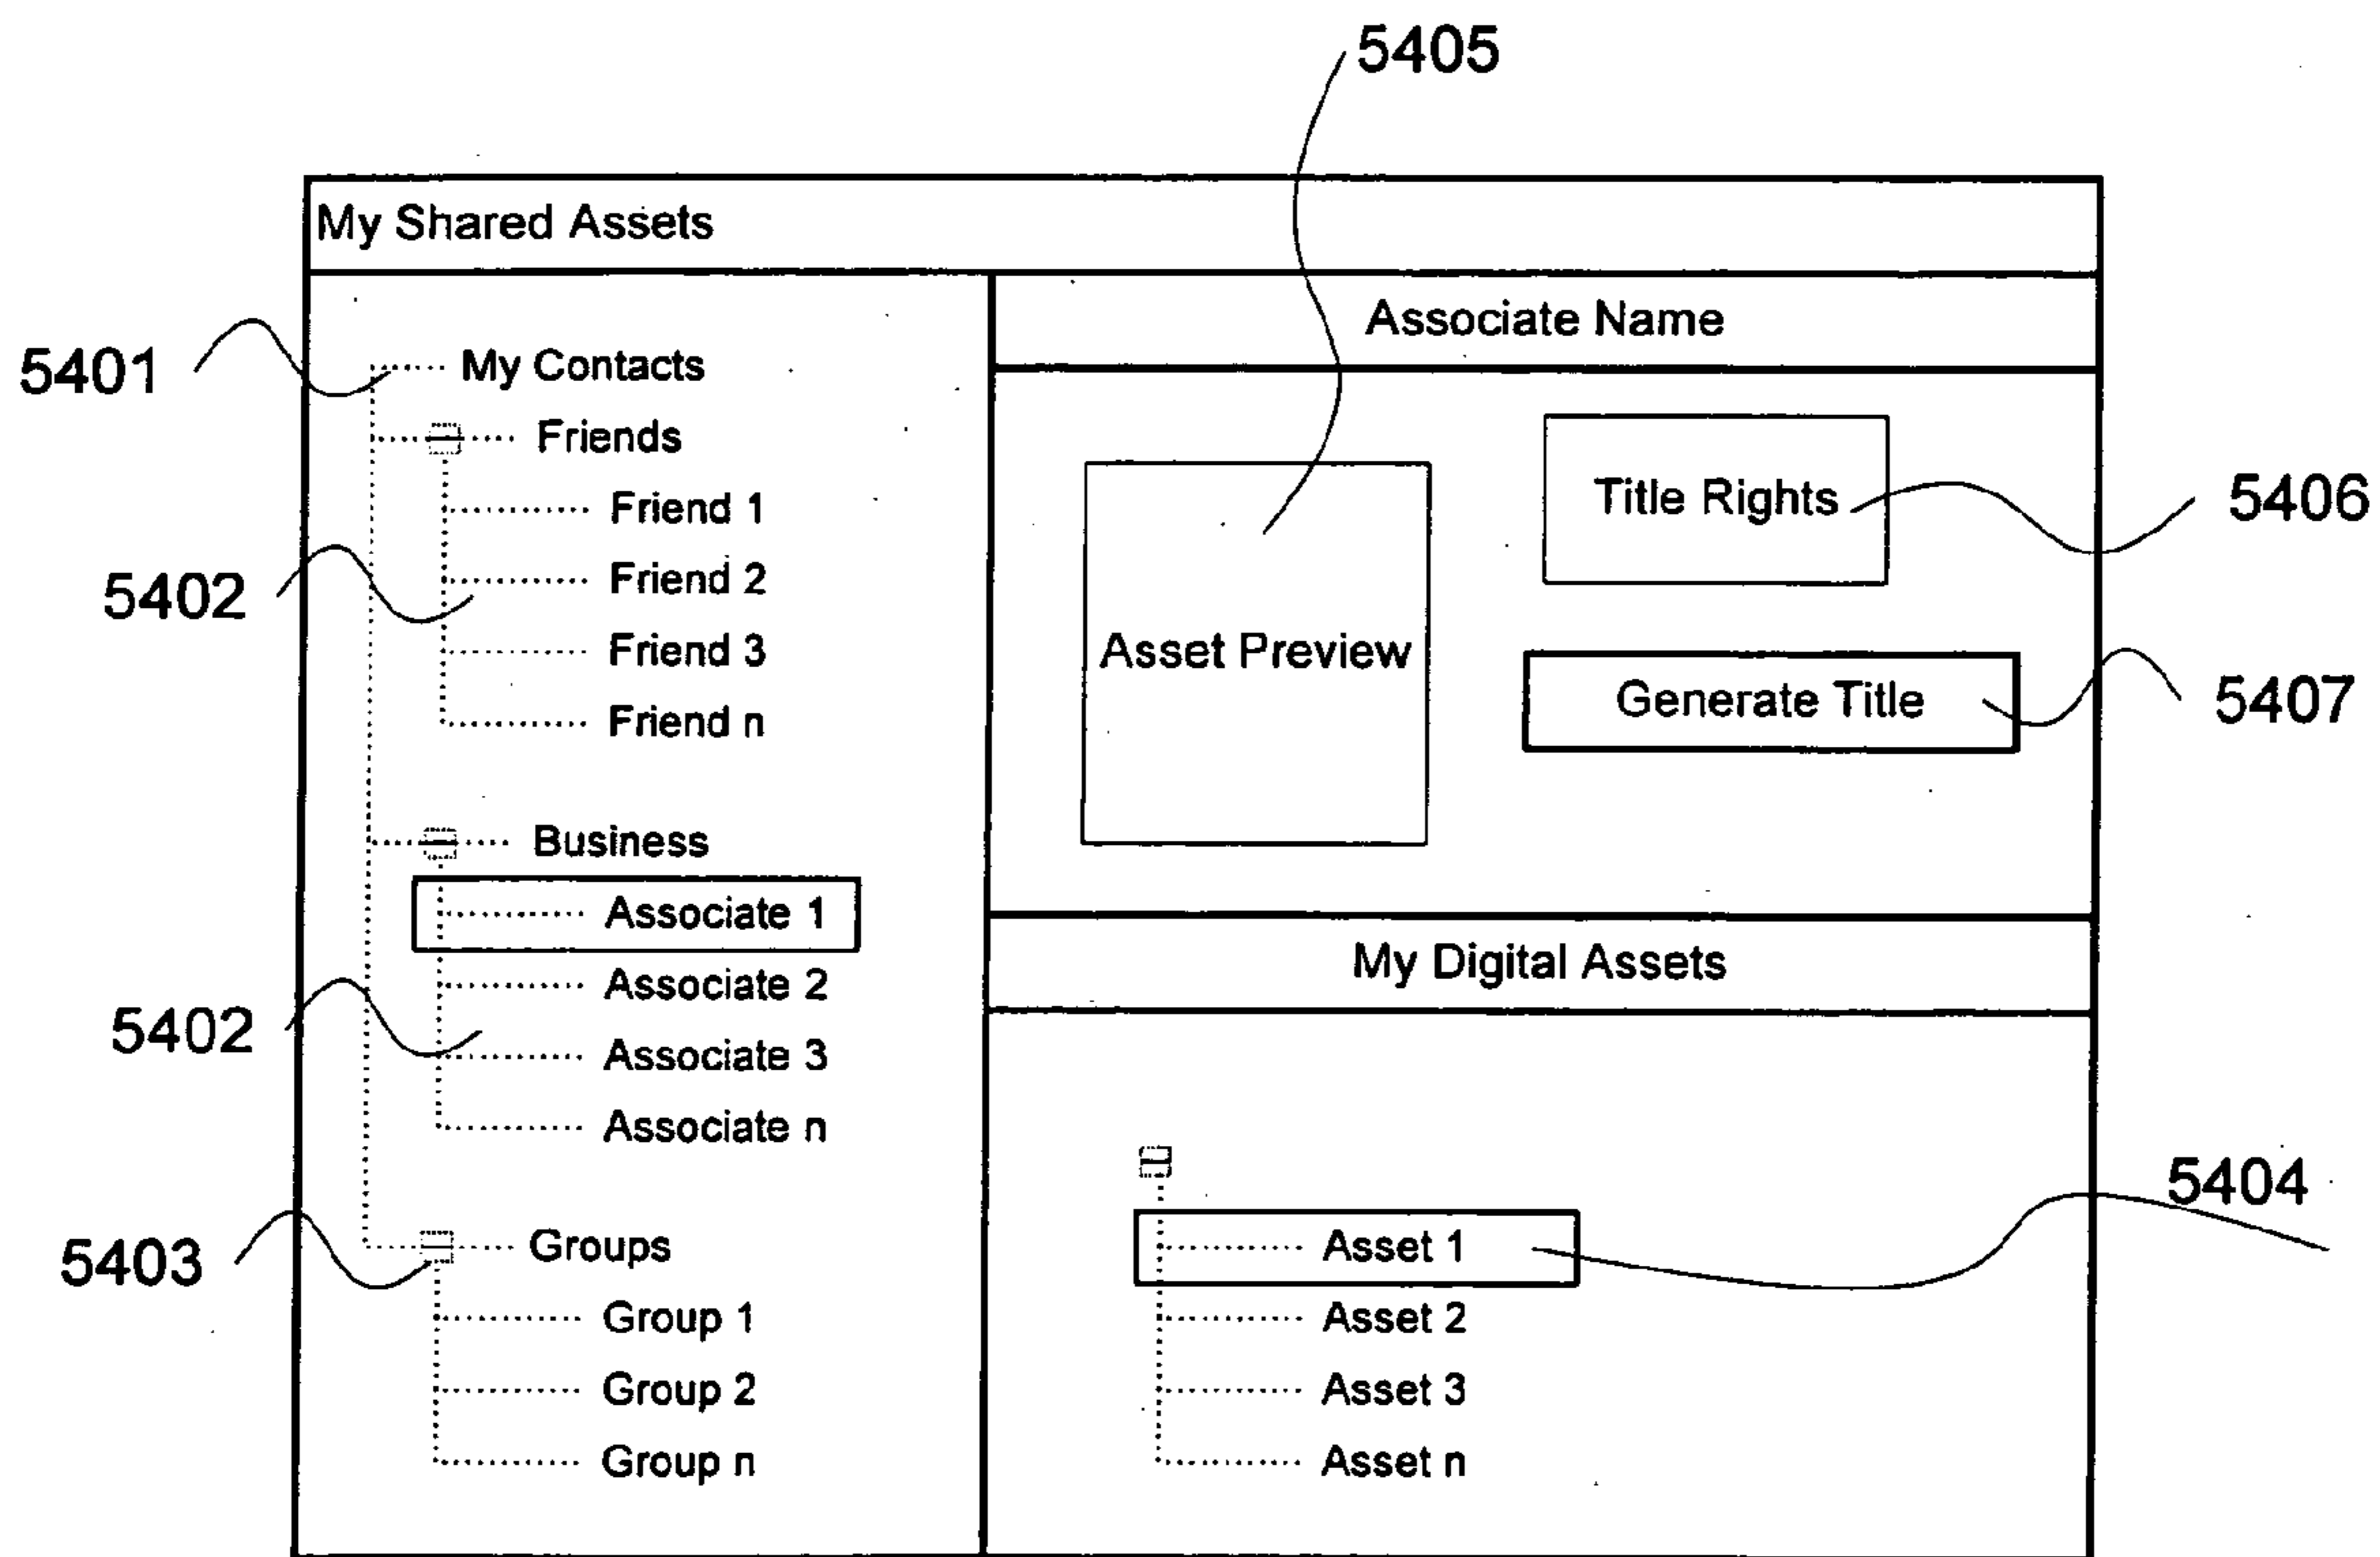 5405
My Shared Assets
Associate Name
5401
My Contacts
Friends
Friend 1
5402
Friend 2
Friend 3
Friend n
Title Rights
5406
Asset Preview
Generate Title
5407
Business
Associate 1
Associate 2
5402
Associate 3
Associate n
My Digital Assets
5403
Groups
Group 1
Group 2
Group n
5404
Asset 1
Asset 2
Asset 3
Asset n